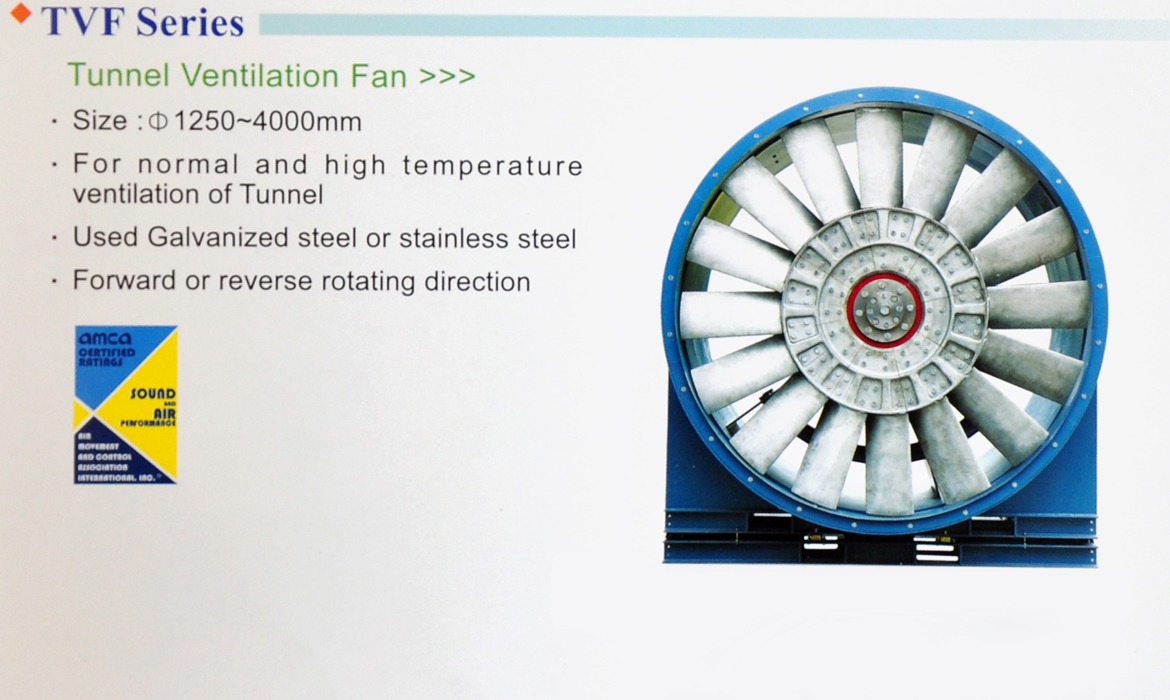 TVF Series
Tunnel Ventilation Fan >>>
· Size : Φ 1250~4000mm
· For normal and high temperature
ventilation of Tunnel
· Used Galvanized steel or stainless steel
· Forward or reverse rotating direction
amca
CERTIFIED
RATINGS
SOUND
AND
AIR
PERFORMANCE
AIR
MOVEMENT
AND CONTROL
ASSOCIATION
INTERNATIONAL, INC.®